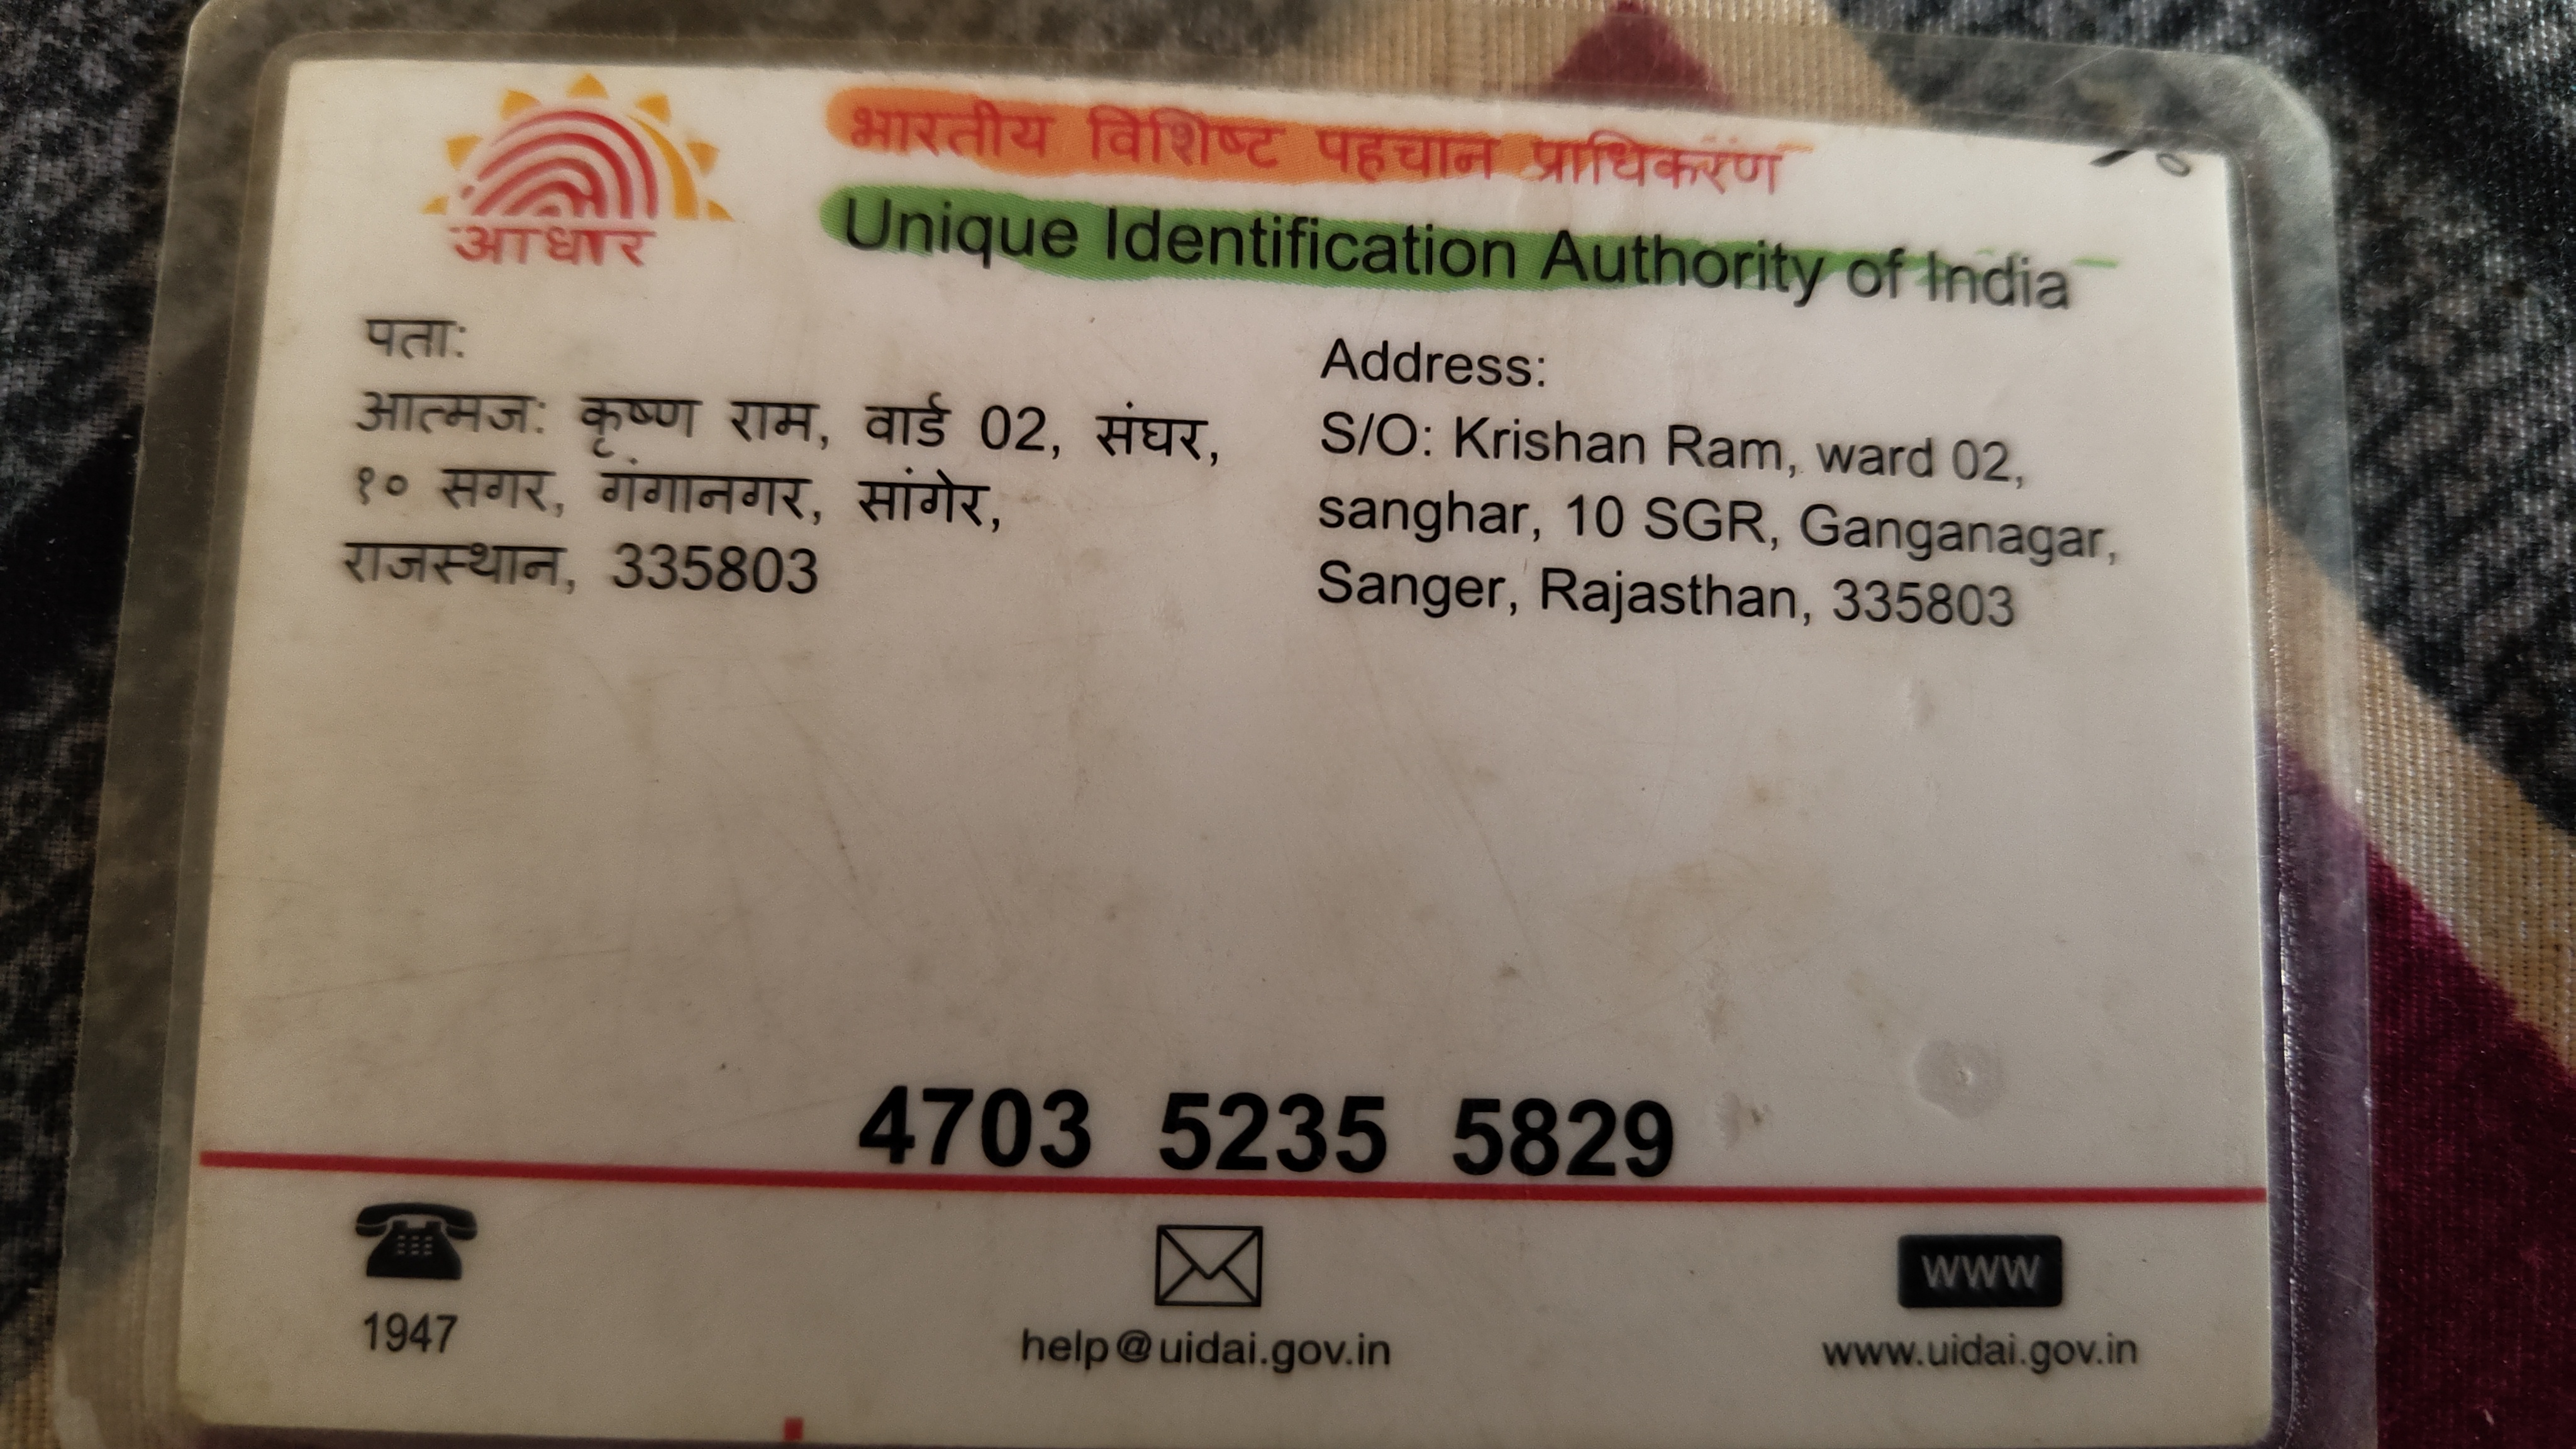 आधार
भारतीय विशिष्ट पहचान प्राधिकरण
Unique Identification Authority of India
पता:
आत्मज: कृष्ण राम, वार्ड 02, संघर,
१० सगर, गंगानगर, सांगेर,
राजस्थान, 335803
Address:
S/O: Krishan Ram, ward 02,
sanghar, 10 SGR, Ganganagar,
Sanger, Rajasthan, 335803
4703 5235 5829
1947
help@uidai.gov.in
www
www.uidai.gov.in